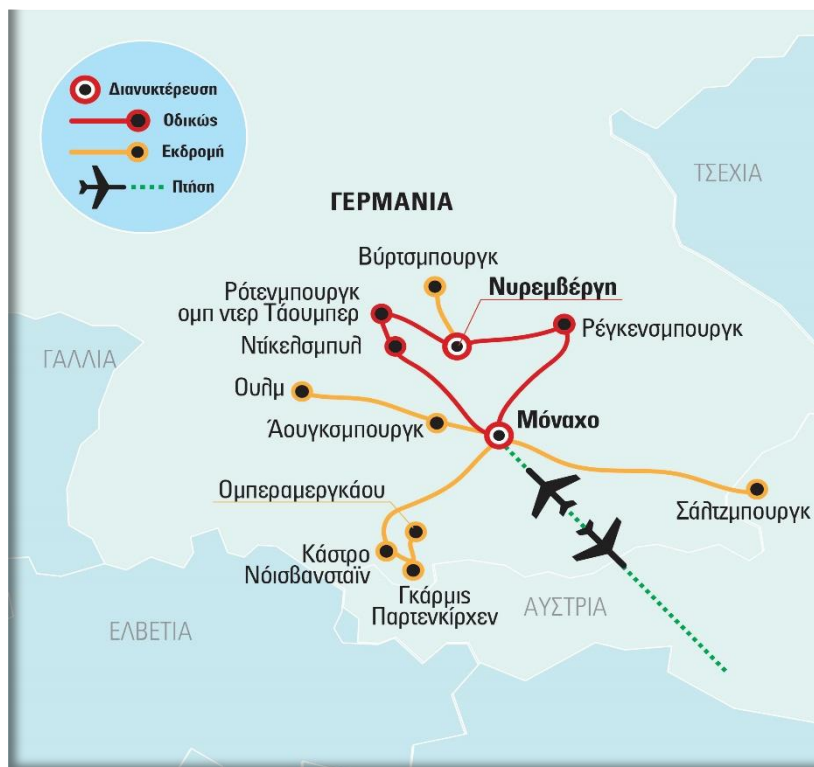 Διανυκτέρευση
Οδικώς
Εκδρομή
Πτήση
ΤΣΕΧΙΑ
ΓΕΡΜΑΝΙΑ
Βύρτσμπουργκ
Νυρεμβέργη
Ρότενμπουργκ
ομπ ντερ Τάουμπερ
Ρέγκενσμπουργκ
Ντίκελσμπυλ
ΓΑΛΛΙΑ
Ουλμ
Μόναχο
Άουγκσμπουργκ
Ομπεραμεργκάου
Σάλτζμπουργκ
Κάστρο
Νόισβανσταϊν
Γκάρμις
Παρτενκίρχεν
ΑΥΣΤΡΙΑ
ΕΛΒΕΤΙΑ